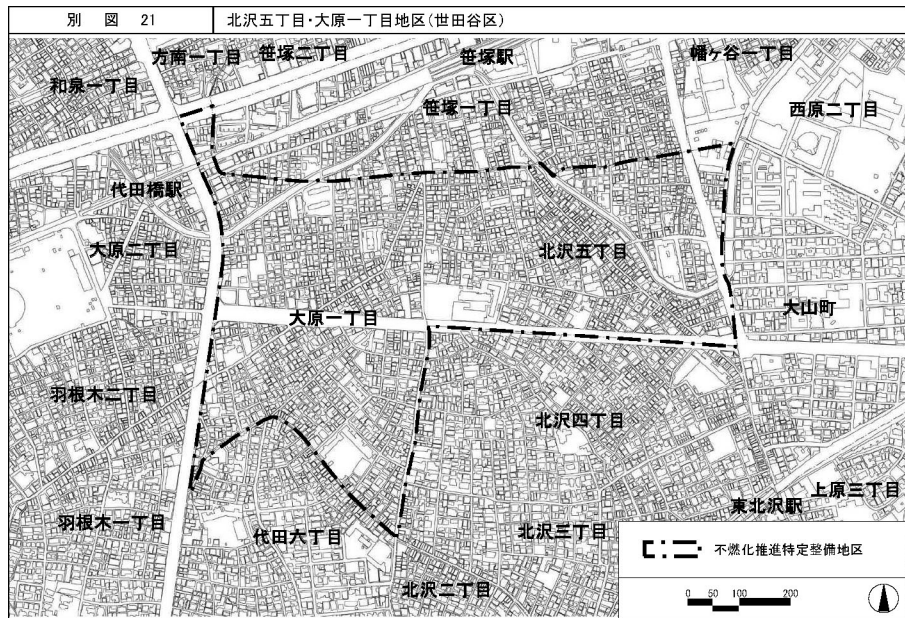 別 図 21
北沢五丁目・大原一丁目地区(世田谷区)
方南一丁目
笹塚二丁目
笹塚駅
幡ヶ谷一丁目
和泉一丁目
笹塚一丁目
西原二丁目
代田橋駅
大原二丁目
北沢五丁目
大原一丁目
大山町
羽根木二丁目
北沢四丁目
上原三丁目
東北沢駅
羽根木一丁目
代田六丁目
北沢三丁目
北沢二丁目
不燃化推進特定整備地区
0 50 100 200